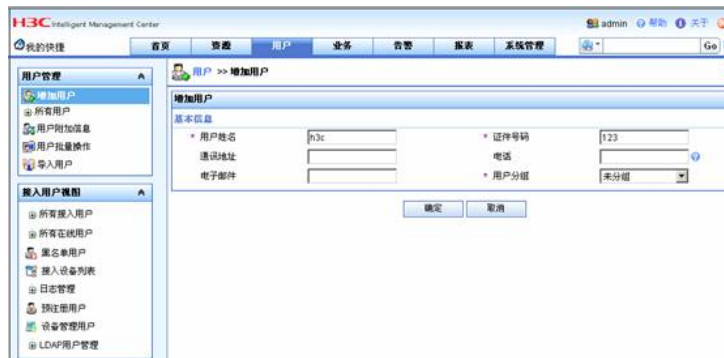 H3C Intelligent Management Center
admin 帮助 关于
我的快捷 首页 资源 用户 业务 告警 报表 系统管理 Go
用户 >> 增加用户
用户管理
增加用户
所有用户
用户附加信息
用户批量操作
导入用户
接入用户视图
所有接入用户
所有在线用户
黑名单用户
接入设备列表
日志管理
预注册用户
设备管理用户
LDAP用户管理
增加用户
基本信息
* 用户姓名 h3c * 证件号码 123
通讯地址 电话
电子邮件 * 用户分组 未分组
确定 取消